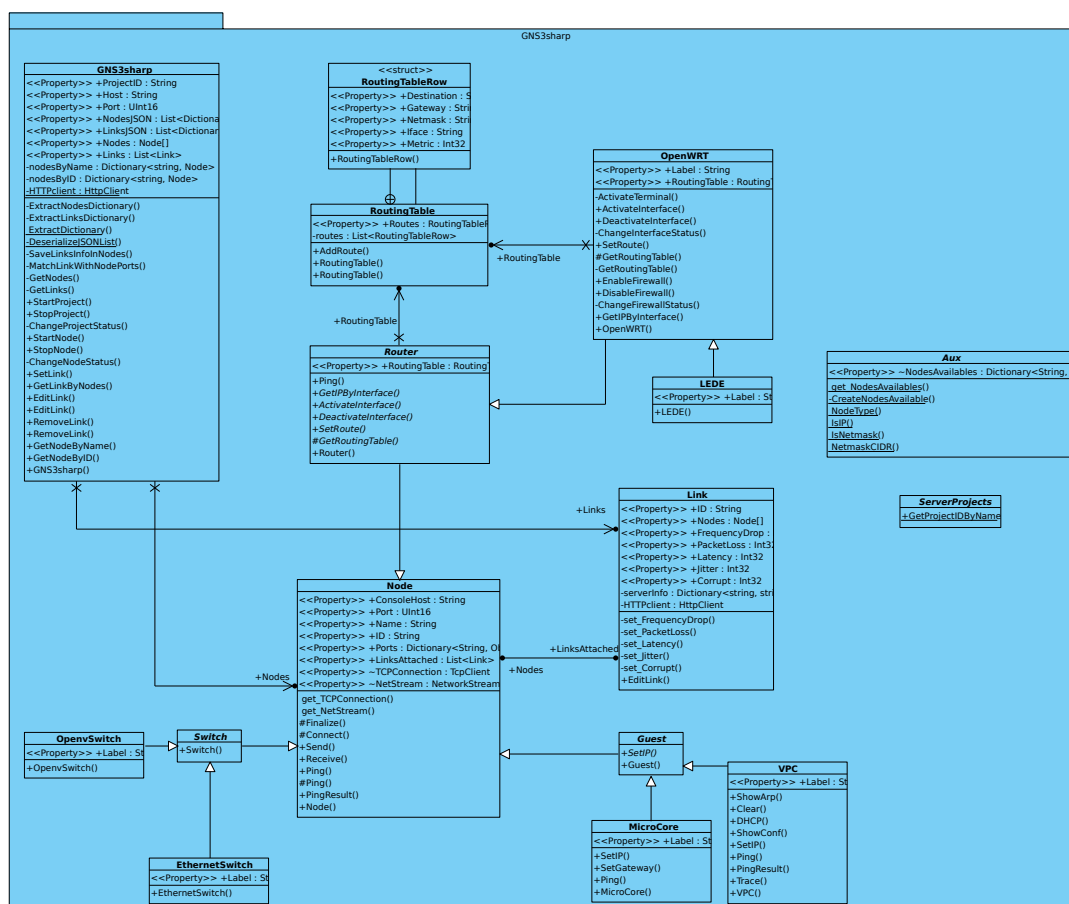 GNS3sharp
GNS3sharp
<<Property>> +ProjectID : String
<<Property>> +Host : String
<<Property>> +Port : UInt16
<<Property>> +NodesJSON : List<Dictiona
<<Property>> +LinksJSON : List<Dictionar
<<Property>> +Nodes : Node[]
<<Property>> +Links : List<Link>
-nodesByName : Dictionary<string, Node>
-nodesByID : Dictionary<string, Node>
-HTTPclient : HttpClient
-ExtractNodesDictionary()
-ExtractLinksDictionary()
ExtractDictionary()
-DeserializeJSONList()
-SaveLinksInfoInNodes()
-MatchLinkWithNodePorts()
-GetNodes()
-GetLinks()
+StartProject()
+StopProject()
-ChangeProjectStatus()
+StartNode()
+StopNode()
-ChangeNodeStatus()
+SetLink()
+GetLinkByNodes()
+EditLink()
+EditLink()
+RemoveLink()
+RemoveLink()
+GetNodeByName()
+GetNodeByID()
+GNS3sharp()
<<struct>>
RoutingTableRow
<<Property>> +Destination : S
<<Property>> +Gateway : Stri
<<Property>> +Netmask : Stri
<<Property>> +Iface : String
<<Property>> +Metric : Int32
+RoutingTableRow()
RoutingTable
<<Property>> +Routes : RoutingTableR
-routes : List<RoutingTableRow>
+AddRoute()
+RoutingTable()
+RoutingTable()
+RoutingTable
+RoutingTable
OpenWRT
<<Property>> +Label : String
<<Property>> +RoutingTable : RoutingT
-ActivateTerminal()
+ActivateInterface()
+DeactivateInterface()
-ChangeInterfaceStatus()
+SetRoute()
#GetRoutingTable()
-GetRoutingTable()
+EnableFirewall()
+DisableFirewall()
-ChangeFirewallStatus()
+GetIPByInterface()
+OpenWRT()
Router
<<Property>> +RoutingTable : RoutingT
+Ping()
+GetIPByInterface()
+ActivateInterface()
+DeactivateInterface()
+SetRoute()
#GetRoutingTable()
+Router()
LEDE
<<Property>> +Label : St
+LEDE()
Aux
<<Property>> ~NodesAvailables : Dictionary<String,
get_NodesAvailables()
-CreateNodesAvailable()
NodeType()
IsIP()
IsNetmask()
NetmaskCIDR()
ServerProjects
+GetProjectIDByName
+Links
Link
<<Property>> +ID : String
<<Property>> +Nodes : Node[]
<<Property>> +FrequencyDrop :
<<Property>> +PacketLoss : Int32
<<Property>> +Latency : Int32
<<Property>> +Jitter : Int32
<<Property>> +Corrupt : Int32
-serverInfo : Dictionary<string, stri
-HTTPclient : HttpClient
-set_FrequencyDrop()
-set_PacketLoss()
-set_Latency()
-set_Jitter()
-set_Corrupt()
+EditLink()
Node
<<Property>> +ConsoleHost : String
<<Property>> +Port : UInt16
<<Property>> +Name : String
<<Property>> +ID : String
<<Property>> +Ports : Dictionary<String, Ob
<<Property>> +LinksAttached : List<Link>
<<Property>> ~TCPConnection : TcpClient
<<Property>> ~NetStream : NetworkStream
get_TCPConnection()
get_NetStream()
#Finalize()
#Connect()
+Send()
+Receive()
+Ping()
#Ping()
+PingResult()
+Node()
+LinksAttached
+Nodes
+Nodes
OpenvSwitch
<<Property>> +Label : St
+OpenvSwitch()
Switch
+Switch()
Guest
+SetIP()
+Guest()
VPC
<<Property>> +Label : St
+ShowArp()
+Clear()
+DHCP()
+ShowConf()
+SetIP()
+Ping()
+PingResult()
+Trace()
+VPC()
MicroCore
<<Property>> +Label : St
+SetIP()
+SetGateway()
+Ping()
+MicroCore()
EthernetSwitch
<<Property>> +Label : St
+EthernetSwitch()